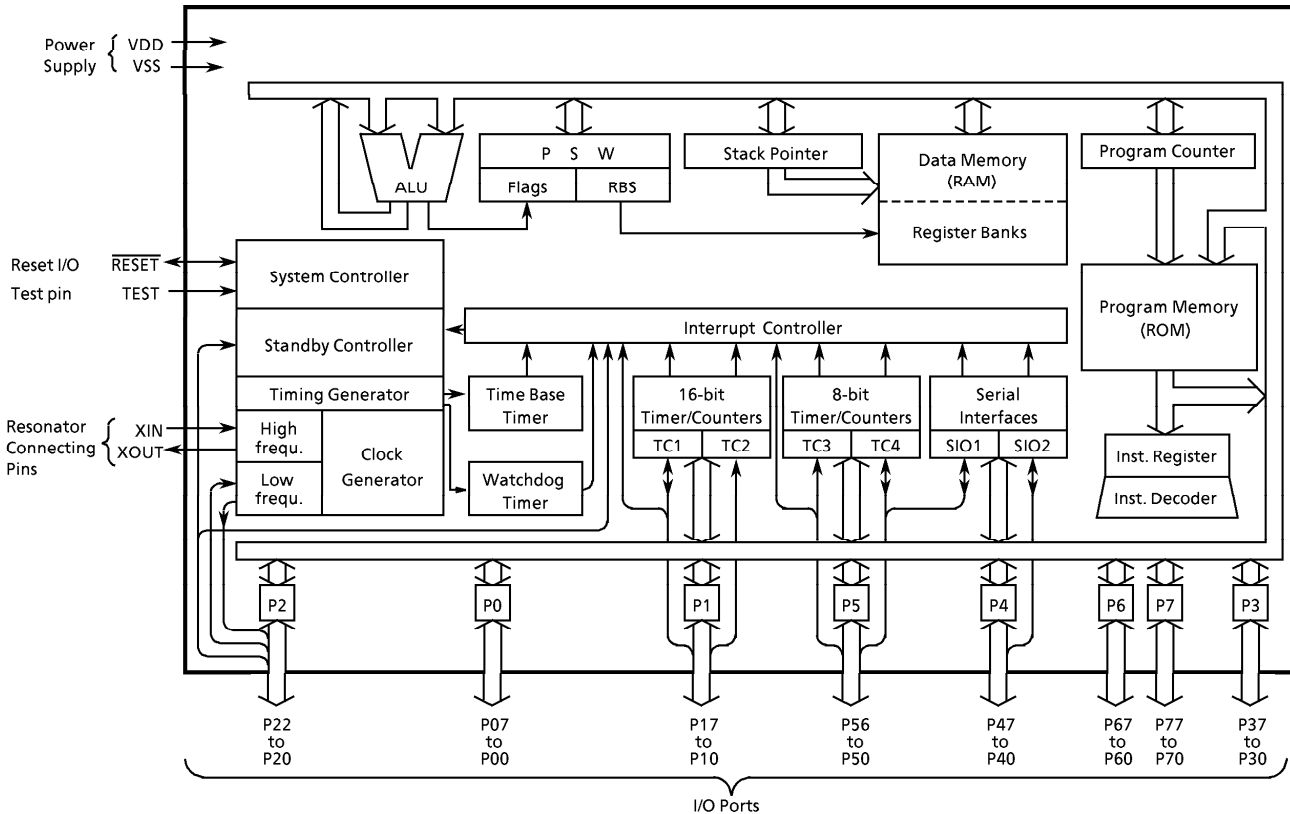 Power VDD
Supply VSS
P S W
Flags RBS
ALU
Stack Pointer
Data Memory
(RAM)
Register Banks
Program Counter
Reset I/O RESET
Test pin TEST
System Controller
Standby Controller
Timing Generator
High
frequ.
Low
frequ.
Clock
Generator
Resonator
Connecting
Pins
XIN
XOUT
Interrupt Controller
Time Base
Timer
Watchdog
Timer
16-bit
Timer/Counters
TC1 TC2
8-bit
Timer/Counters
TC3 TC4
Serial
Interfaces
SIO1 SIO2
Program Memory
(ROM)
Inst. Register
Inst. Decoder
P2 P0 P1 P5 P4 P6 P7 P3
P22 P07 P17 P56 P47 P67 P77 P37
to to to to to to to to
P20 P00 P10 P50 P40 P60 P70 P30
I/O Ports